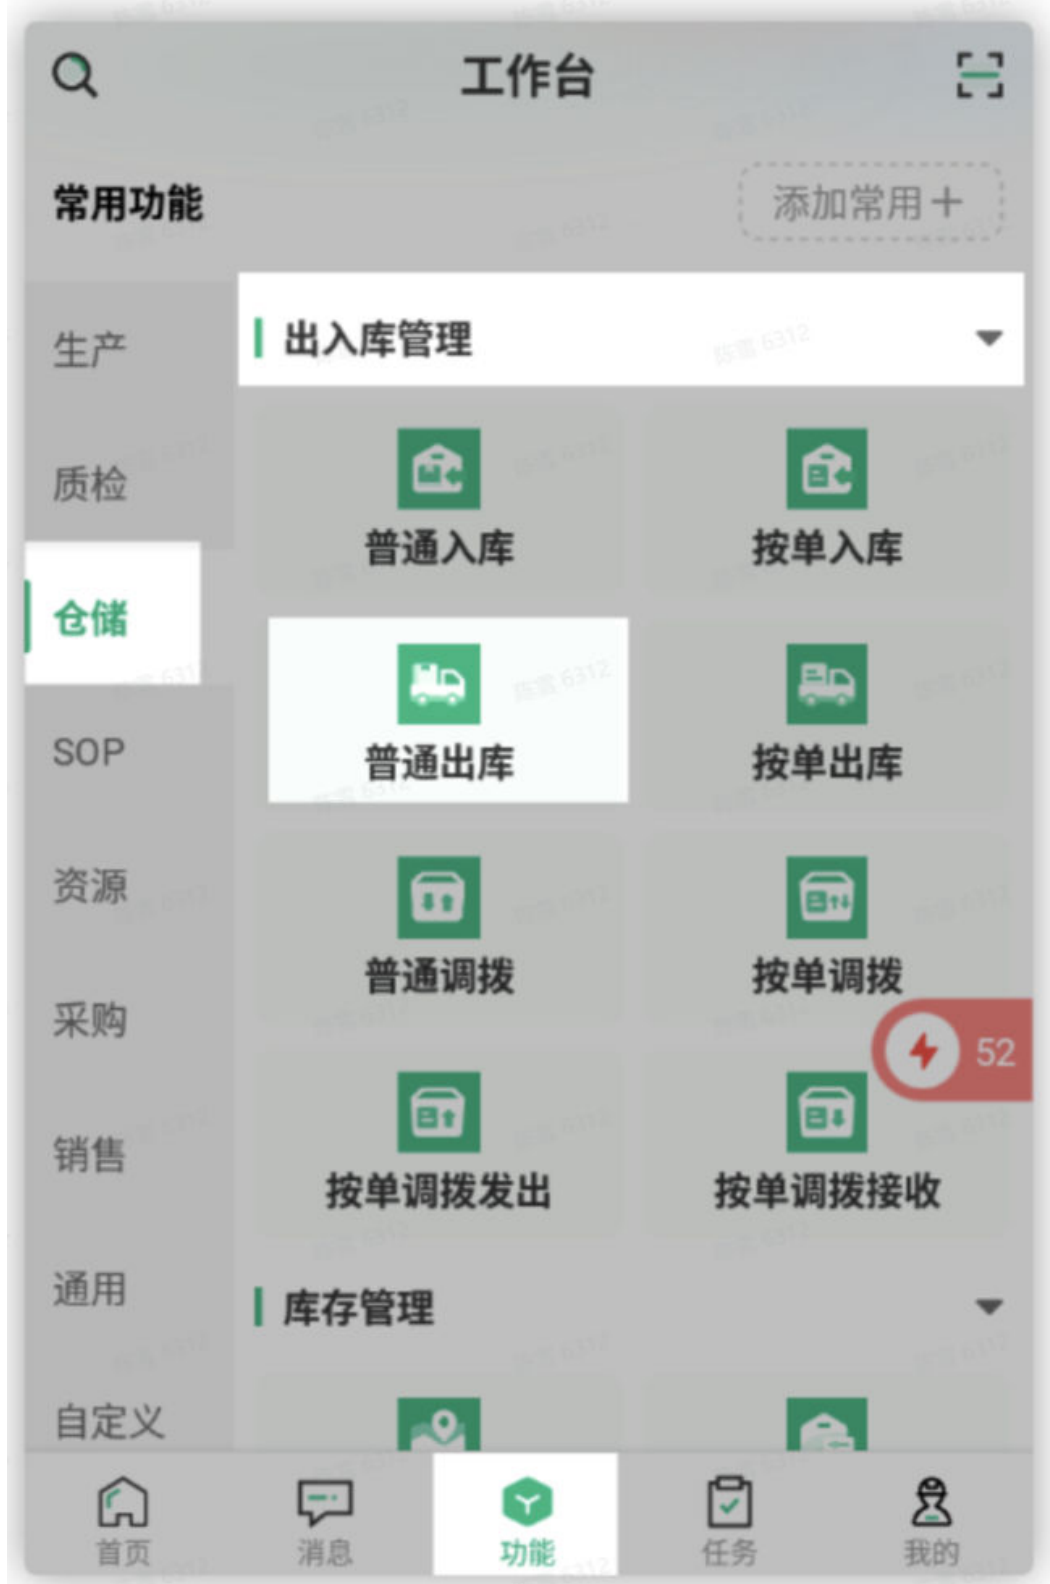 工作台
常用功能
添加常用＋
生产
质检
仓储
SOP
资源
采购
销售
通用
自定义
出入库管理
普通入库
按单入库
普通出库
按单出库
普通调拨
按单调拨
52
按单调拨发出
按单调拨接收
库存管理
首页
消息
功能
任务
我的